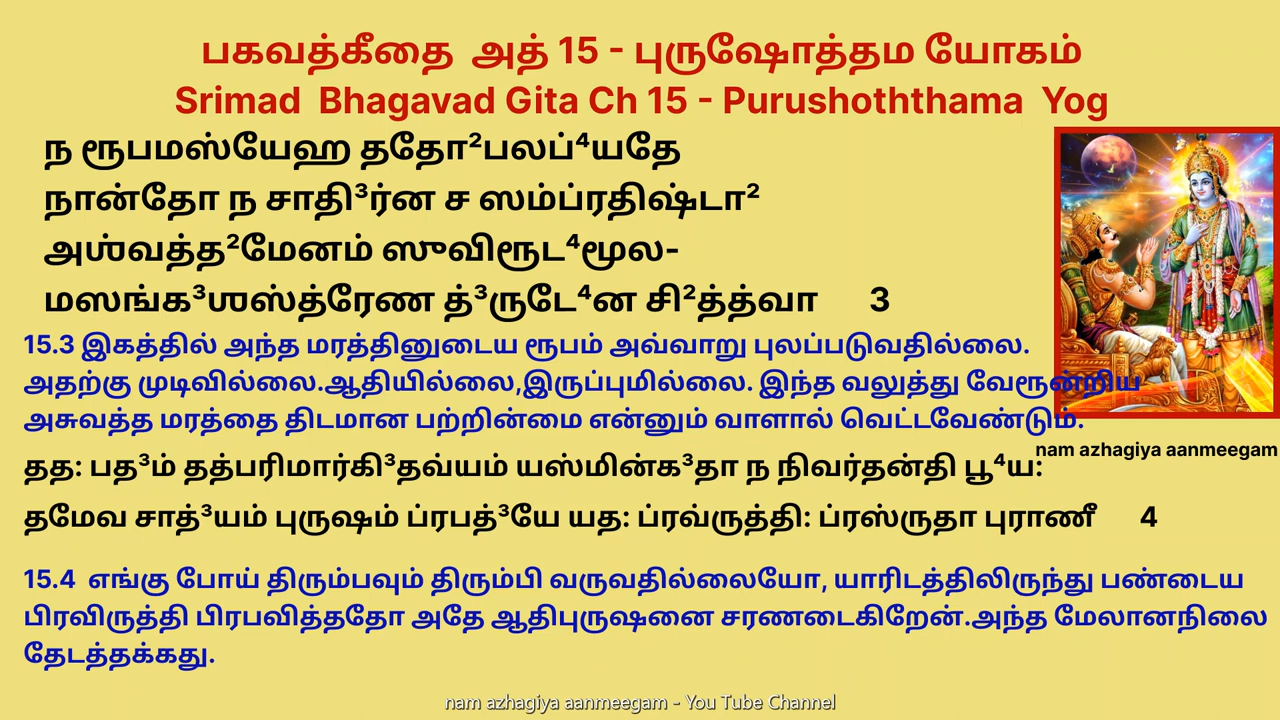 பகவத்கீதை அத் 15 - புருஷோத்தம யோகம்
Srimad Bhagavad Gita Ch 15 - Purushoththama Yog
ந ரூபமஸ்யேஹ ததோ²பலப்⁴யதே
நாந்தோ ந சாதி³ர்ன ச ஸம்ப்ரதிஷ்டா²
அஶ்வத்த²மேனம் ஸுவிரூட⁴மூல-
மஸங்க³ஶஸ்த்ரேண த்³ருடே⁴ன சி²த்த்வா 3
15.3 இகத்தில் அந்த மரத்தினுடைய ரூபம் அவ்வாறு புலப்படுவதில்லை.
அதற்கு முடிவில்லை.ஆதியில்லை,இருப்புமில்லை. இந்த வலுத்து வேரூன்றிய
அசுவத்த மரத்தை திடமான பற்றின்மை என்னும் வாளால் வெட்டவேண்டும்.
nam azhagiya aanmeegam
தத: பத³ம் தத்பரிமார்கி³தவ்யம் யஸ்மின்க³தா ந நிவர்தன்தி பூ⁴ய:
தமேவ சாத்³யம் புருஷம் ப்ரபத்³யே யத: ப்ரவ்ருத்தி: ப்ரஸ்ருதா புராணீ 4
15.4 எங்கு போய் திரும்பவும் திரும்பி வருவதில்லையோ, யாரிடத்திலிருந்து பண்டைய
பிரவிருத்தி பிரபவித்ததோ அதே ஆதிபுருஷனை சரணடைகிறேன்.அந்த மேலானநிலை
தேடத்தக்கது.
nam azhagiya aanmeegam - You Tube Channel